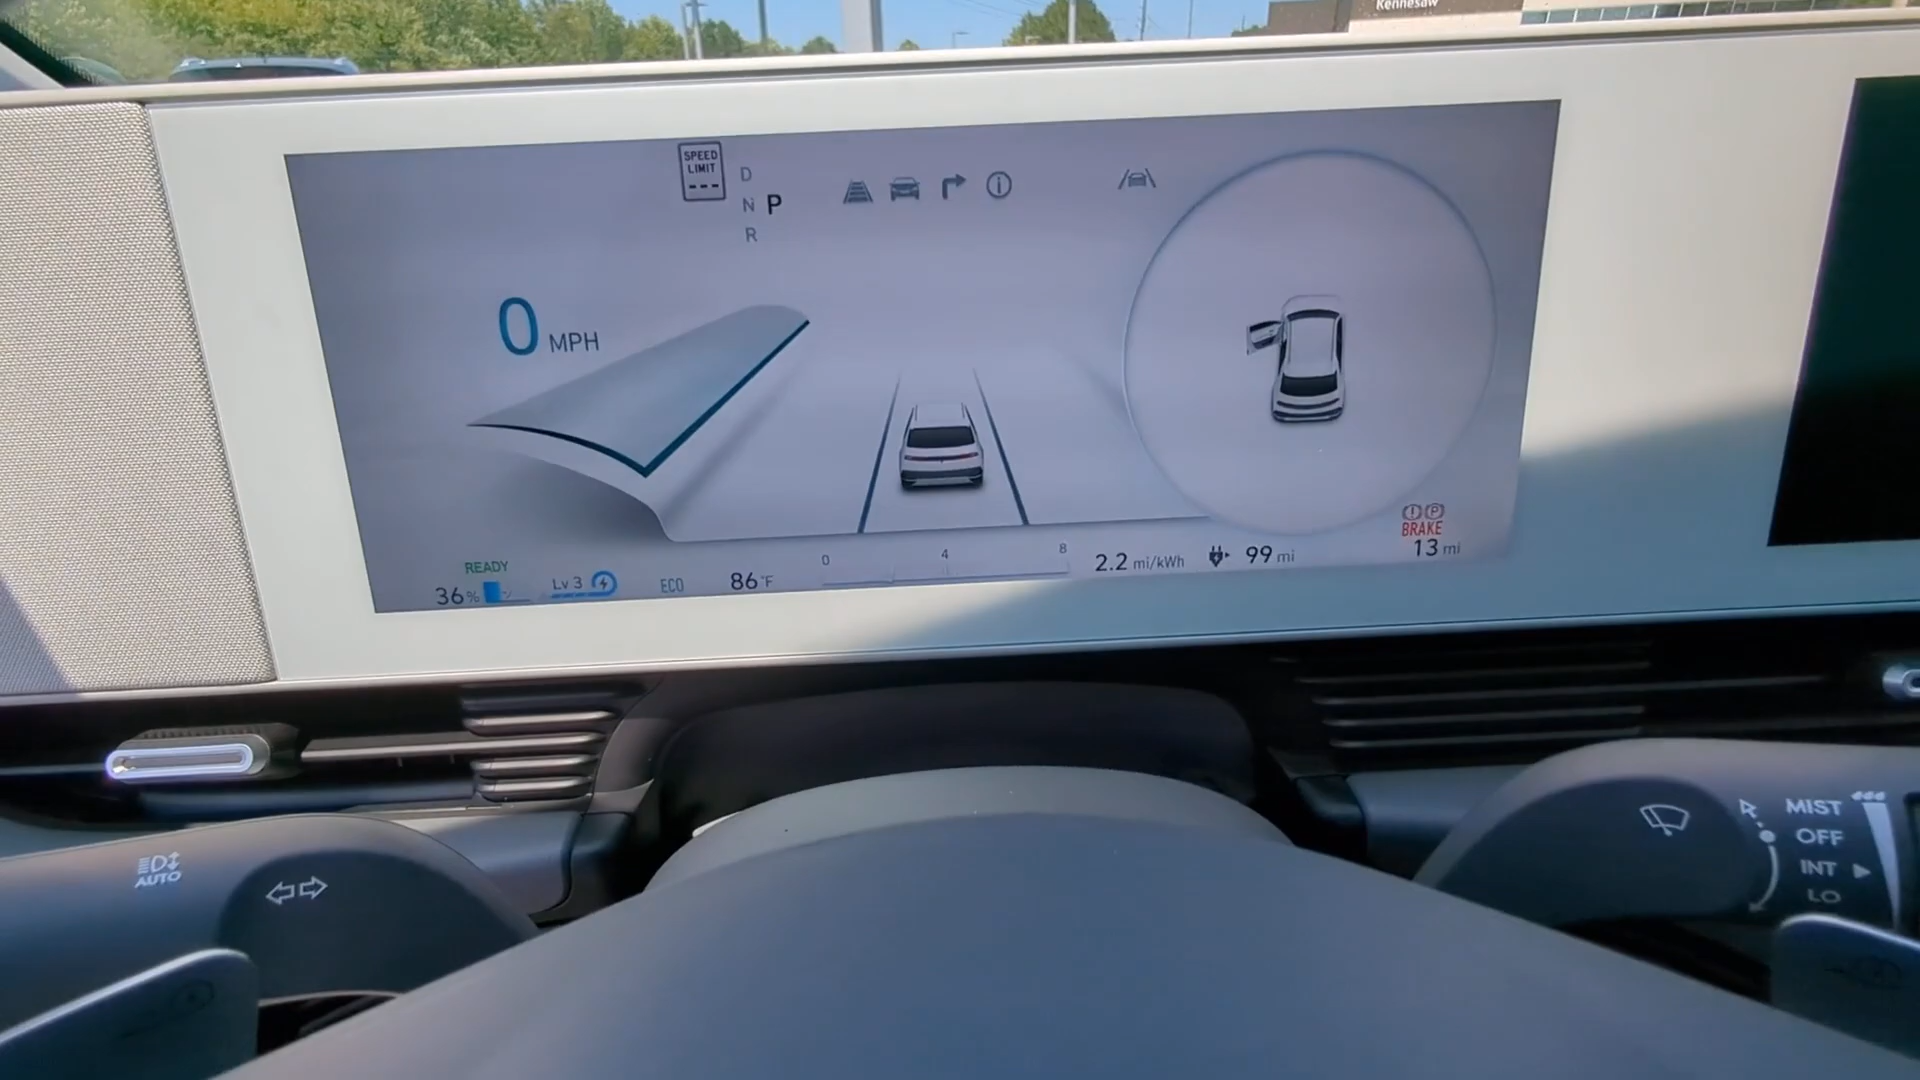 Kennesaw
SPEED
LIMIT
---
D
N P
R
0 MPH
READY
36%
Lv 3
ECO
86°F
0 4 8
2.2 mi/kWh
99 mi
BRAKE
13 mi
AUTO
MIST
OFF
INT
LO